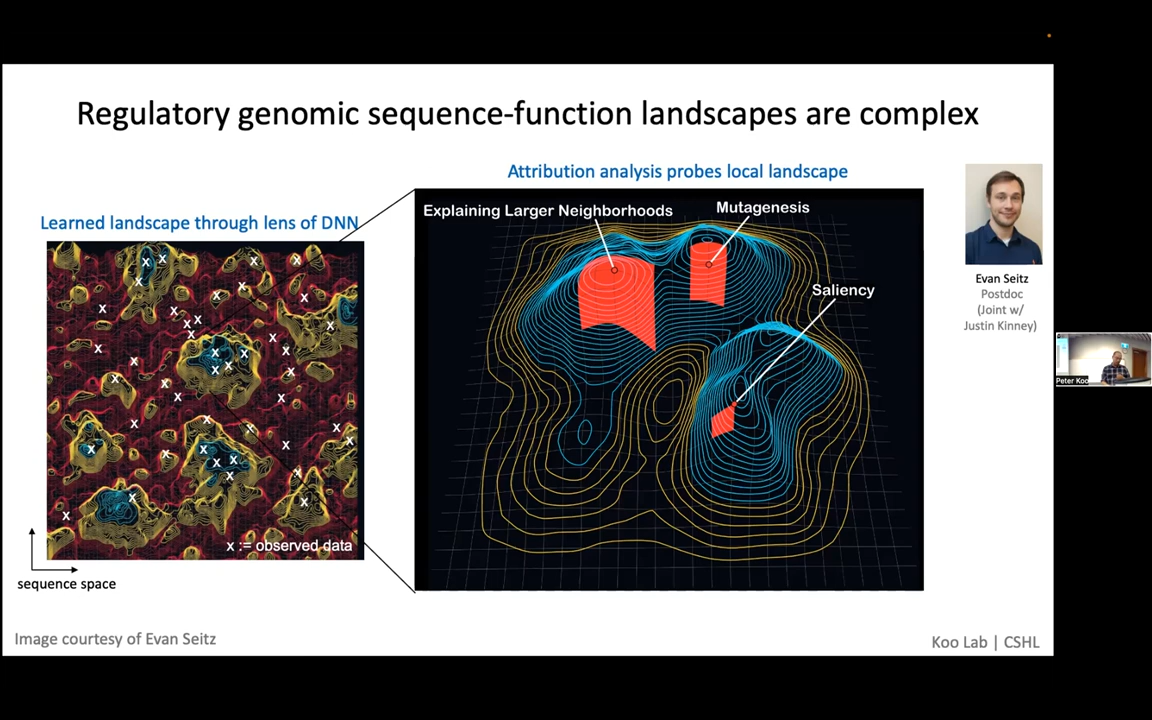 Regulatory genomic sequence-function landscapes are complex
Attribution analysis probes local landscape
Learned landscape through lens of DNN
Explaining Larger Neighborhoods
Mutagenesis
Saliency
x := observed data
sequence space
Evan Seitz
Postdoc
(Joint w/
Justin Kinney)
Peter Koo
Image courtesy of Evan Seitz
Koo Lab | CSHL